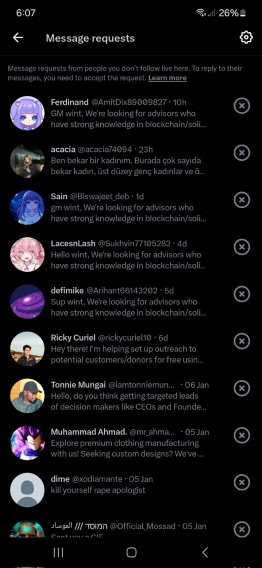 6:07
26%
Message requests
Message requests from people you don't follow live here. To reply to their
messages, you need to accept the request. Learn more
Ferdinand @AmitDix89009827 · 10h
GM wint, We're looking for advisors who
have strong knowledge in blockchain/soli...
acacia @acacia74094 · 23h
Ben bekar bir kadınım. Burada çok sayıda
bekar kadın, üst düzey genç kadınlar ve ö...
Sain @Biswajeet_deb · 1d
gm wint, We're looking for advisors who
have strong knowledge in blockchain/soli...
LacesnLash @Sukhvin77105282 · 4d
Hello wint, We're looking for advisors who
have strong knowledge in blockchain/soli...
defimike @Arihant66143202 · 5d
Sup wint, We're looking for advisors who
have strong knowledge in blockchain/soli...
Ricky Curiel @rickycuriel10 · 6d
Hey there! I'm helping set up outreach to
potential customers/donors for free usin...
Tonnie Mungai @iamtonniemun... · 06 Jan
Hello, do you think getting targeted leads
of decision makers like CEOs and Founde...
Muhammad Ahmad. @mr_ahma... · 05 Jan
Explore premium clothing manufacturing
with us! Seeking custom designs? We've ...
dime @xodiamante · 05 Jan
kill yourself rape apologist
המוסד /// الموساد @Official_Mossad · 05 Jan
Sent you a GIF